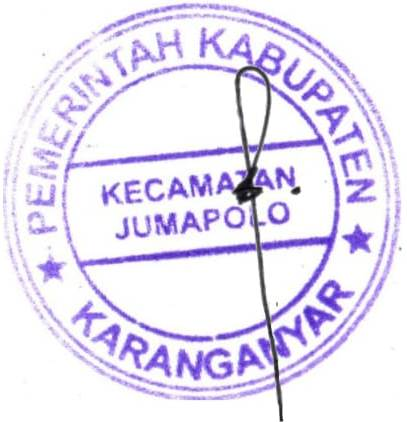 PEMERINTAH KABUPATEN
KECAMATAN
JUMAPOLO
KARANGANYAR